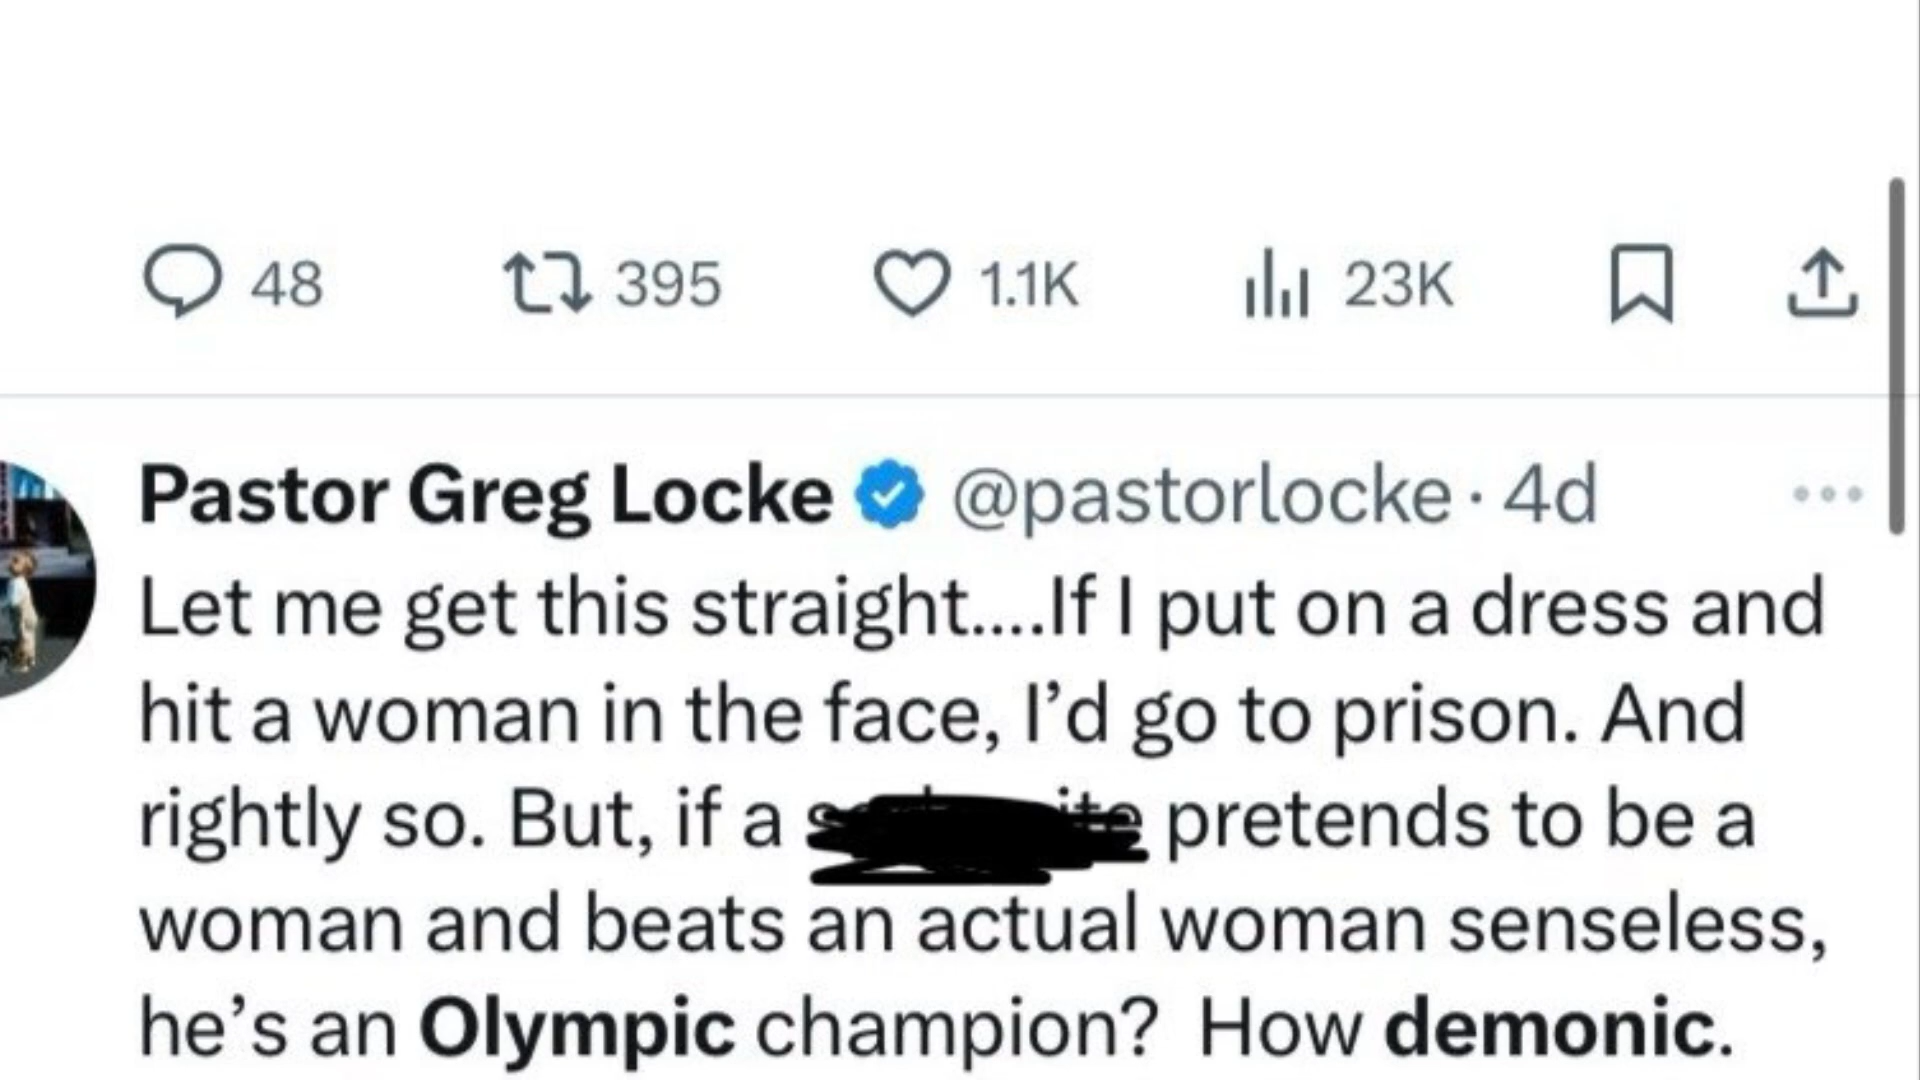 48 395 1.1K 23K
Pastor Greg Locke @pastorlocke · 4d
Let me get this straight....If I put on a dress and
hit a woman in the face, I’d go to prison. And
rightly so. But, if a pretends to be a
woman and beats an actual woman senseless,
he’s an Olympic champion? How demonic.